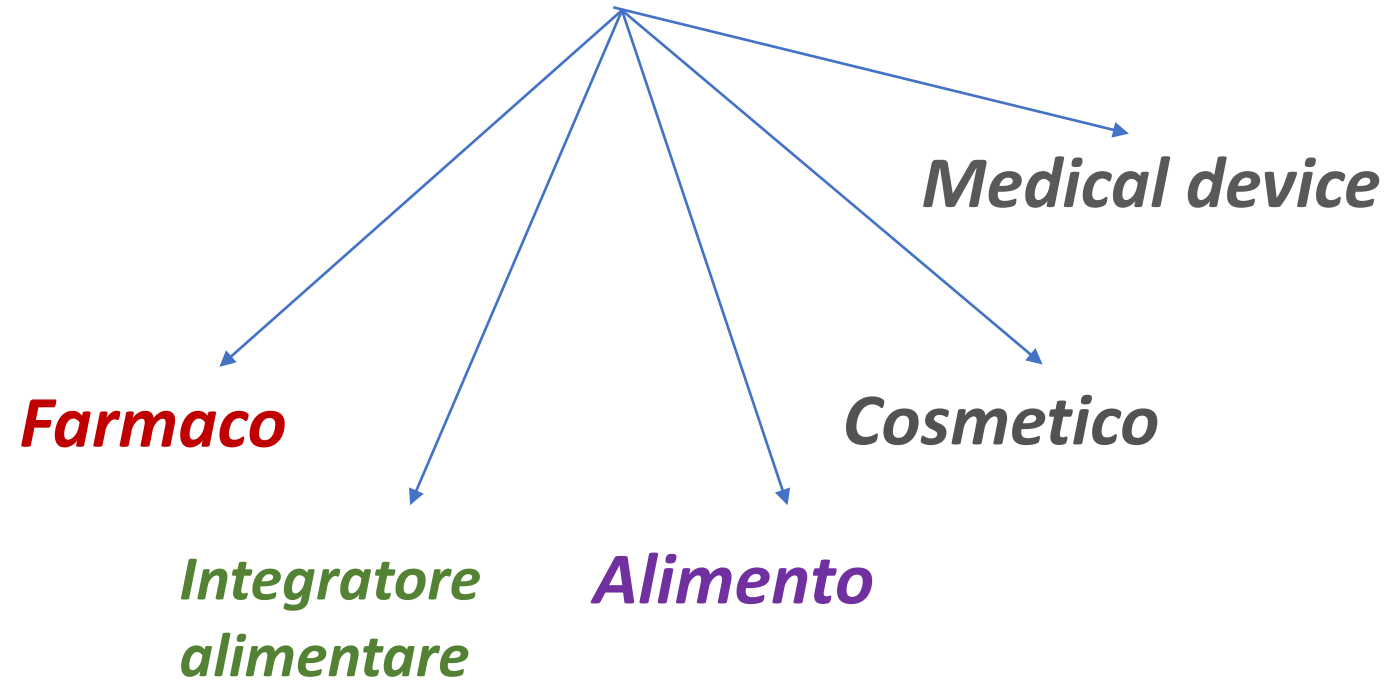 Medical device
Farmaco
Cosmetico
Integratore
alimentare
Alimento